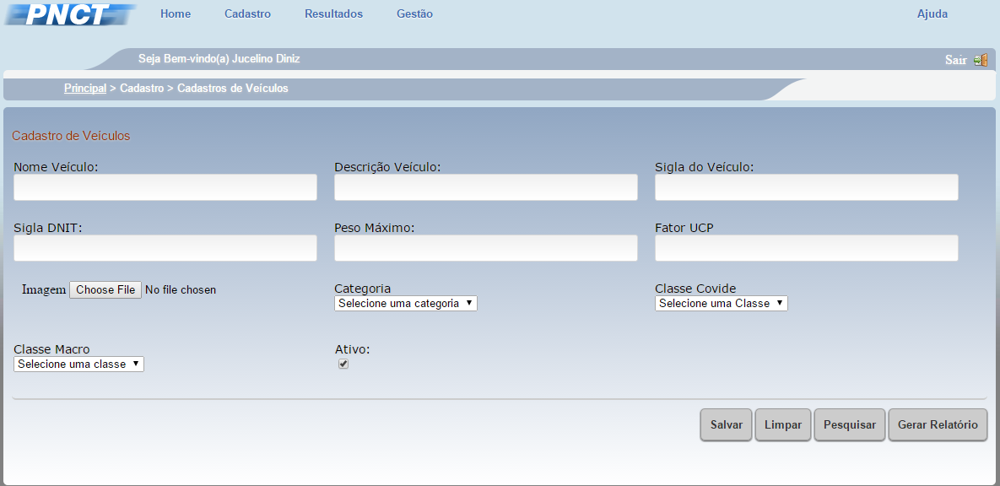 PNCT Home Cadastro Resultados Gestão Ajuda
Seja Bem-vindo(a) Jucelino Diniz Sair
Principal > Cadastro > Cadastros de Veículos
Cadastro de Veículos
Nome Veículo: Descrição Veículo: Sigla do Veículo:
Sigla DNIT: Peso Máximo: Fator UCP
Imagem Choose File No file chosen Categoria Classe Covide
Selecione uma categoria Selecione uma Classe
Classe Macro Ativo:
Selecione uma classe
Salvar Limpar Pesquisar Gerar Relatório